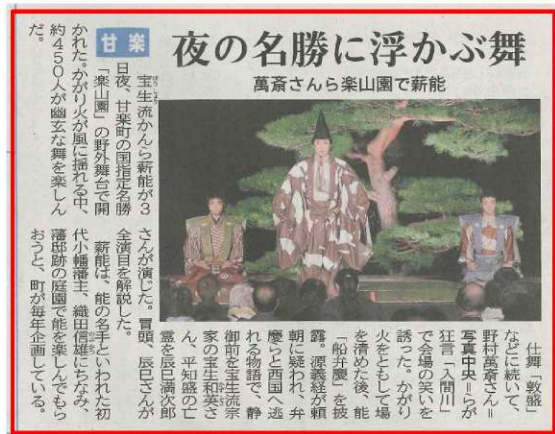 夜の名勝に浮かぶ舞
萬斎さんら楽山園で薪能
甘楽
宝生流かんら薪能が3
日夜、甘楽町の国指定名勝
「楽山園」の野外舞台で開
かれた。かがり火が風に揺れる中、
約450人が幽玄な舞を楽しん
だ。
仕舞「敦盛」
などに続いて、
野村萬斎さん＝
写真中央＝らが
狂言「入間川」
で会場の笑いを
誘った。かがり
火をともして場
を清めた後、能
「船弁慶」を披
露。源義経が頼
朝に疑われ、弁
慶らと西国へ逃
れる物語で、静
御前を宝生流宗
家の宝生和英さ
ん、平知盛の亡
霊を辰巳満次郎
さんが演じた。冒頭、辰巳さんが
全演目を解説した。
薪能は、能の名手といわれた初
代小幡藩主、織田信雄にちなみ、
藩邸跡の庭園で能を楽しんでもら
おうと、町が毎年企画している。